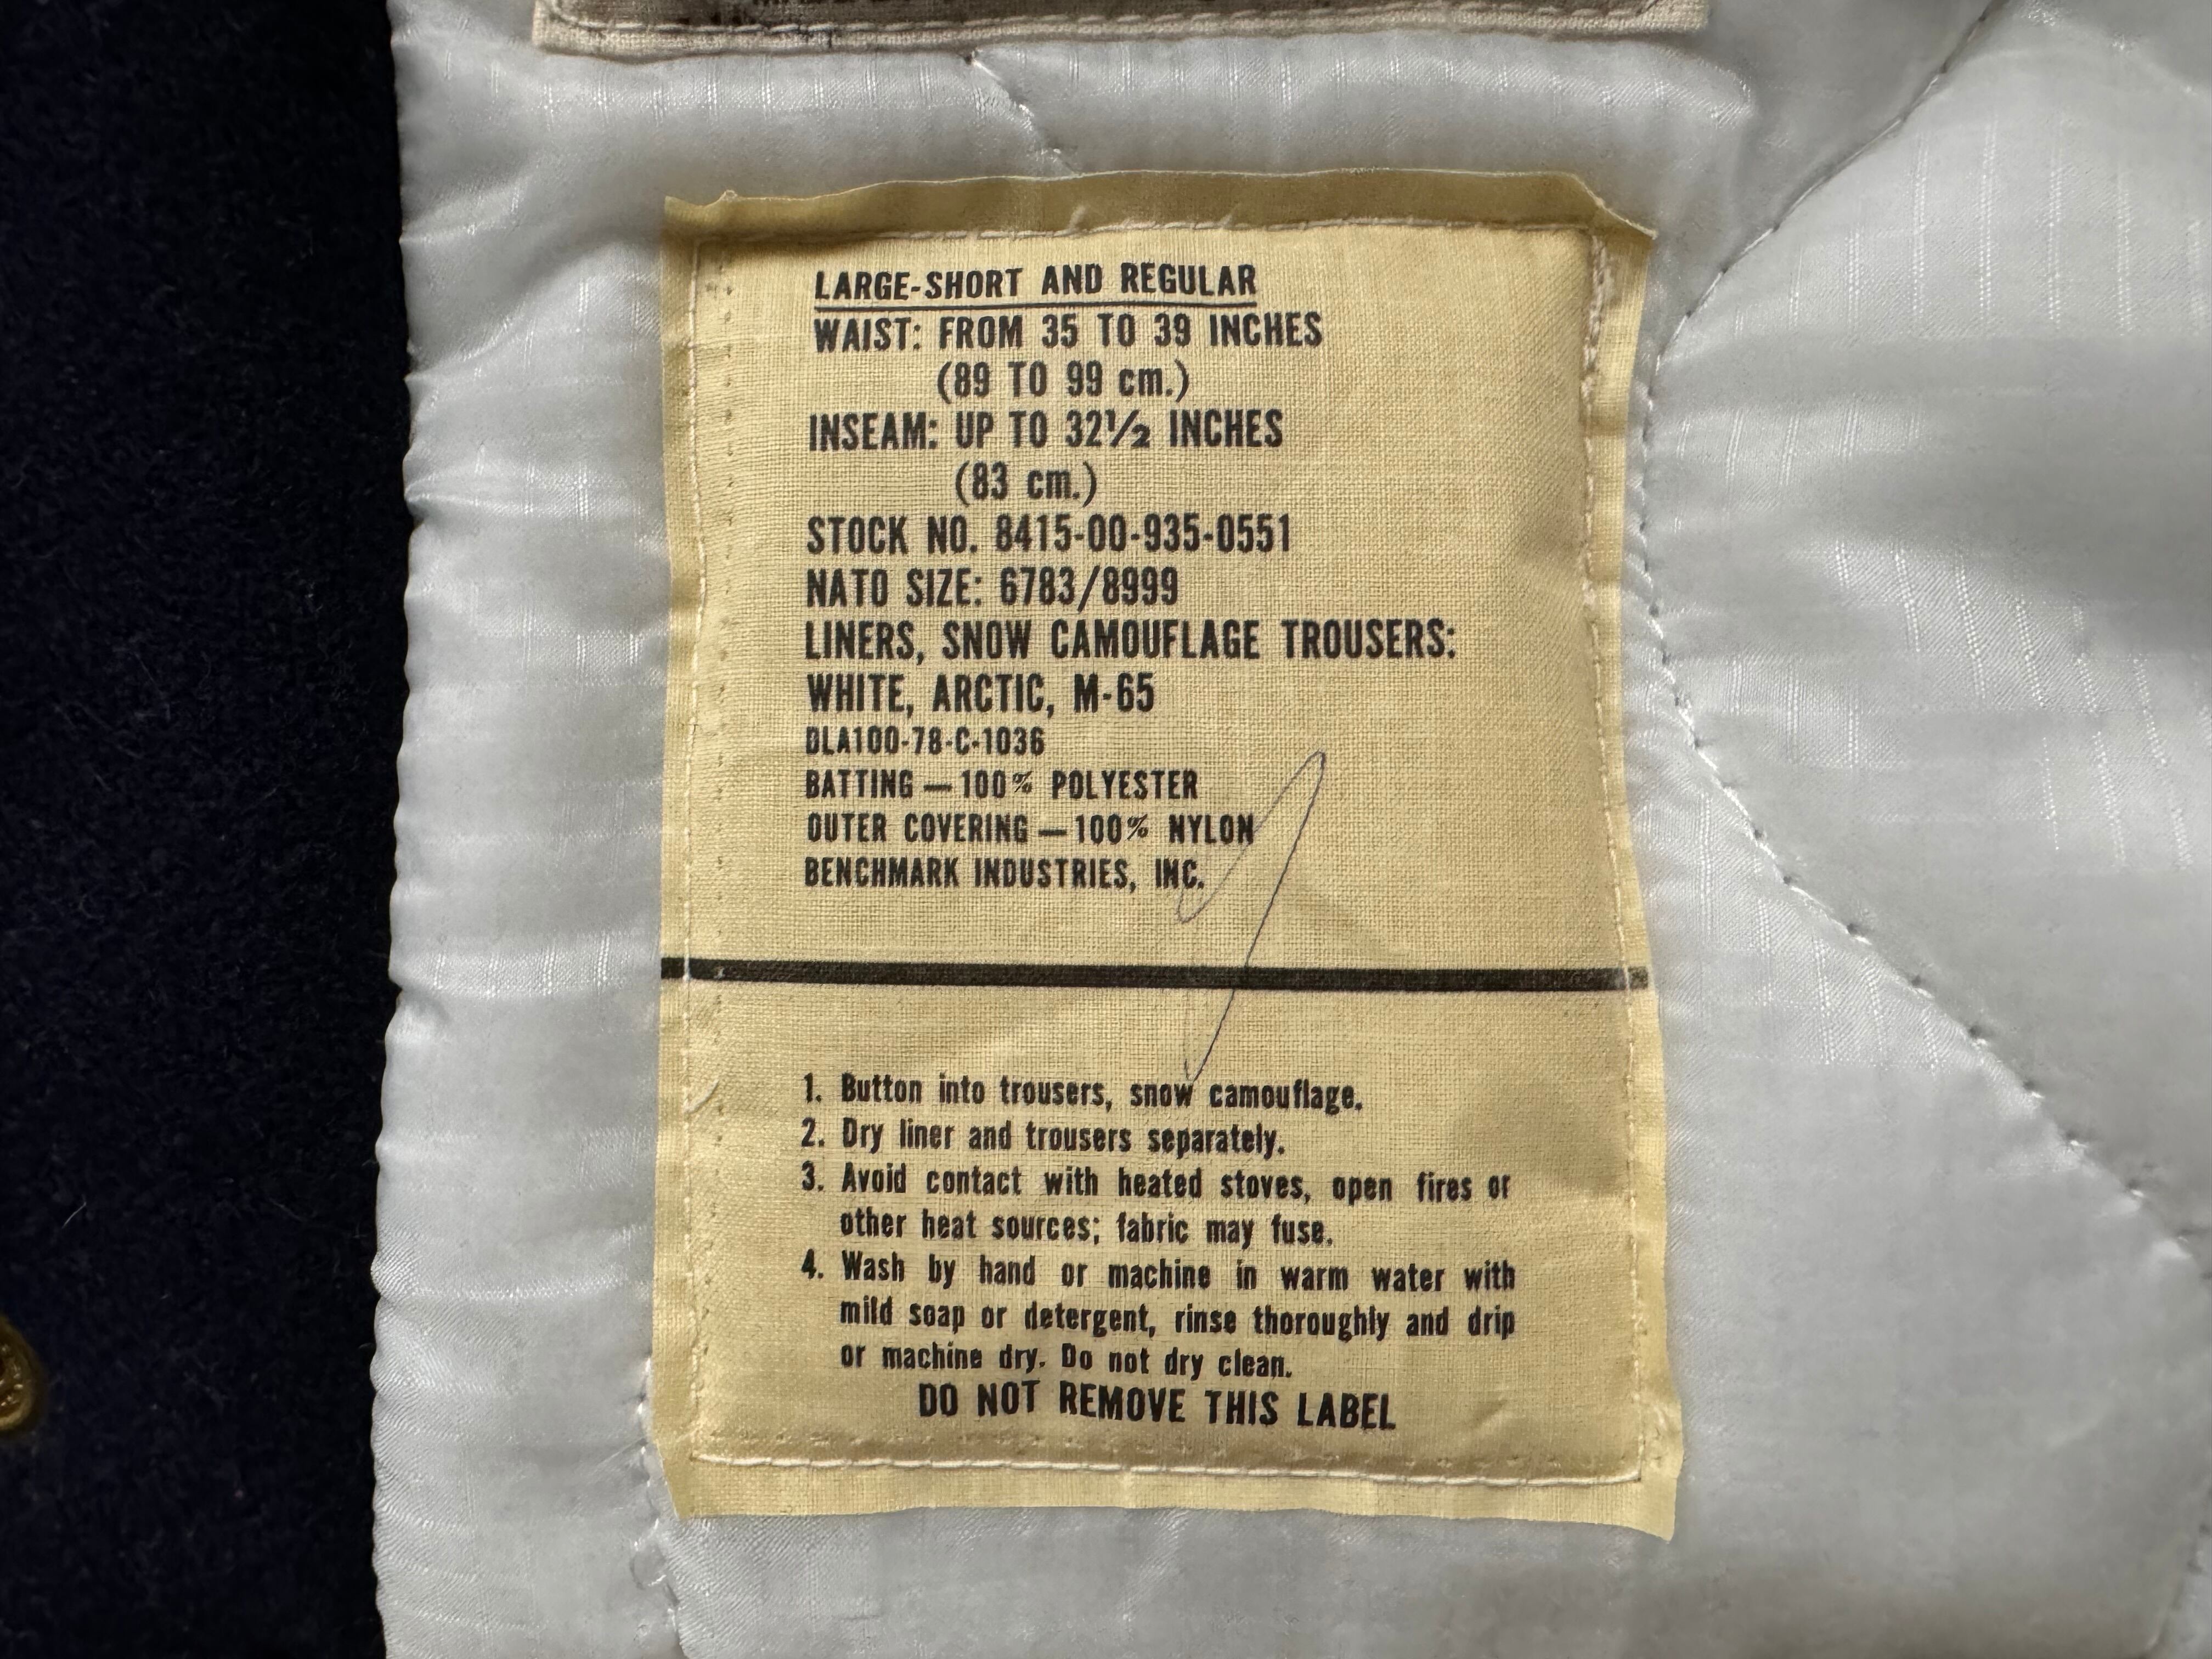 LARGE-SHORT AND REGULAR
WAIST: FROM 35 TO 39 INCHES
(89 TO 99 cm.)
INSEAM: UP TO 32½ INCHES
(83 cm.)
STOCK NO. 8415-00-935-0551
NATO SIZE: 6783/8999
LINERS, SNOW CAMOUFLAGE TROUSERS:
WHITE, ARCTIC, M-65
DLA100-78-C-1036
BATTING — 100% POLYESTER
OUTER COVERING — 100% NYLON
BENCHMARK INDUSTRIES, INC.
1. Button into trousers, snow camouflage.
2. Dry liner and trousers separately.
3. Avoid contact with heated stoves, open fires or
other heat sources; fabric may fuse.
4. Wash by hand or machine in warm water with
mild soap or detergent, rinse thoroughly and drip
or machine dry. Do not dry clean.
DO NOT REMOVE THIS LABEL